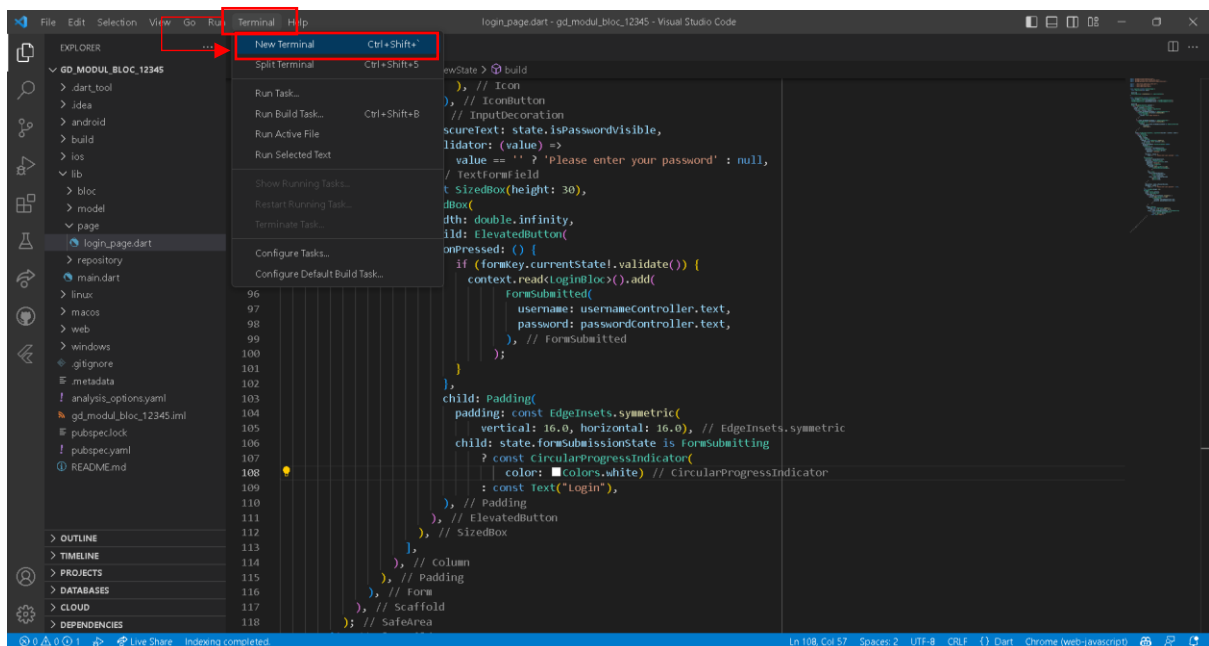 File Edit Selection View Go Run Terminal Help login_page.dart - gd_modul_bloc_12345 - Visual Studio Code
EXPLORER ...
GD_MODUL_BLOC_12345
> .dart_tool
> .idea
> android
> build
> ios
lib
> bloc
> model
page
login_page.dart
> repository
main.dart
> linux
> macos
> web
> windows
.gitignore
.metadata
! analysis_options.yaml
gd_modul_bloc_12345.iml
pubspec.lock
! pubspec.yaml
README.md
> OUTLINE
> TIMELINE
> PROJECTS
> DATABASES
> CLOUD
> DEPENDENCIES
New Terminal Ctrl+Shift+`
Split Terminal Ctrl+Shift+5
Run Task...
Run Build Task... Ctrl+Shift+B
Run Active File
Run Selected Text
Show Running Tasks...
Restart Running Task...
Terminate Task...
Configure Tasks...
Configure Default Build Task...
ewState > build
), // Icon
), // IconButton
// InputDecoration
scureText: state.isPasswordVisible,
lidator: (value) =>
value == '' ? 'Please enter your password' : null,
/ TextFormField
t SizedBox(height: 30),
dBox(
dth: double.infinity,
ild: ElevatedButton(
onPressed: () {
if (formKey.currentState!.validate()) {
context.read<LoginBloc>().add(
96 FormSubmitted(
97 username: usernameController.text,
98 password: passwordController.text,
99 ), // FormSubmitted
100 );
101 }
102 },
103 child: Padding(
104 padding: const EdgeInsets.symmetric(
105 vertical: 16.0, horizontal: 16.0), // EdgeInsets.symmetric
106 child: state.formSubmissionState is FormSubmitting
107 ? const CircularProgressIndicator(
108 color: Colors.white) // CircularProgressIndicator
109 : const Text("Login"),
110 ), // Padding
111 ), // ElevatedButton
112 ), // SizedBox
113 ],
114 ), // Column
115 ), // Padding
116 ), // Form
117 ), // Scaffold
118 ); // SafeArea
0 0 1 Live Share Indexing completed. Ln 108, Col 57 Spaces: 2 UTF-8 CRLF {} Dart Chrome (web-javascript)